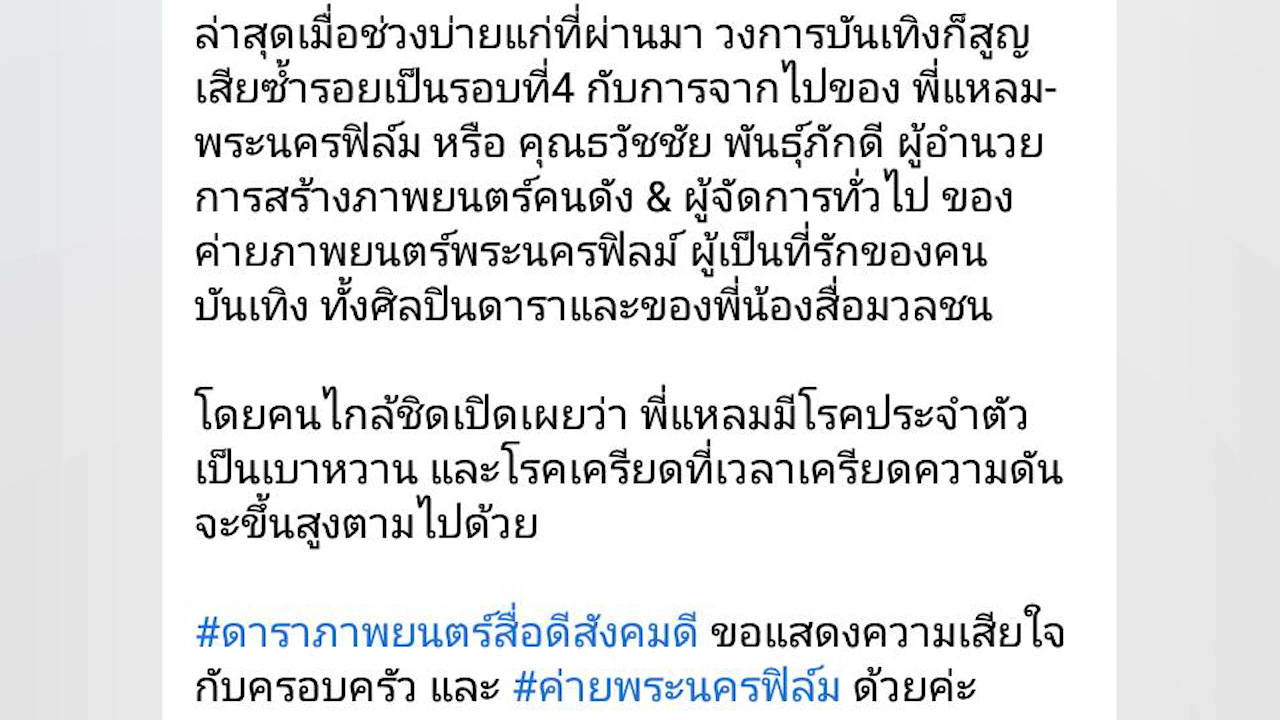 ล่าสุดเมื่อช่วงบ่ายแก่ที่ผ่านมา วงการบันเทิงก็สูญ
เสียซ้ำรอยเป็นรอบที่4 กับการจากไปของ พี่แหลม-
พระนครฟิล์ม หรือ คุณธวัชชัย พันธุ์ภักดี ผู้อำนวย
การสร้างภาพยนตร์คนดัง & ผู้จัดการทั่วไป ของ
ค่ายภาพยนตร์พระนครฟิลม์ ผู้เป็นที่รักของคน
บันเทิง ทั้งศิลปินดาราและของพี่น้องสื่อมวลชน
โดยคนไกล้ชิดเปิดเผยว่า พี่แหลมมีโรคประจำตัว
เป็นเบาหวาน และโรคเครียดที่เวลาเครียดความดัน
จะขึ้นสูงตามไปด้วย
#ดาราภาพยนตร์สื่อดีสังคมดี ขอแสดงความเสียใจ
กับครอบครัว และ #ค่ายพระนครฟิล์ม ด้วยค่ะ